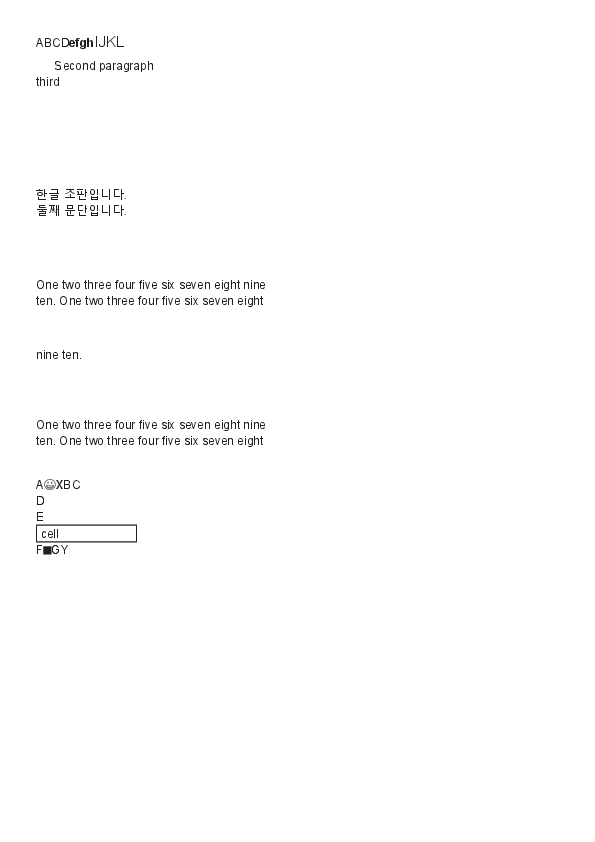 ABCDefghIJKL
Second paragraph
third
한글 조판입니다.
둘째 문단입니다.
One two three four five six seven eight nine
ten. One two three four five six seven eight
nine ten.
One two three four five six seven eight nine
ten. One two three four five six seven eight
A😀XBC
D
E
cell
F■GY